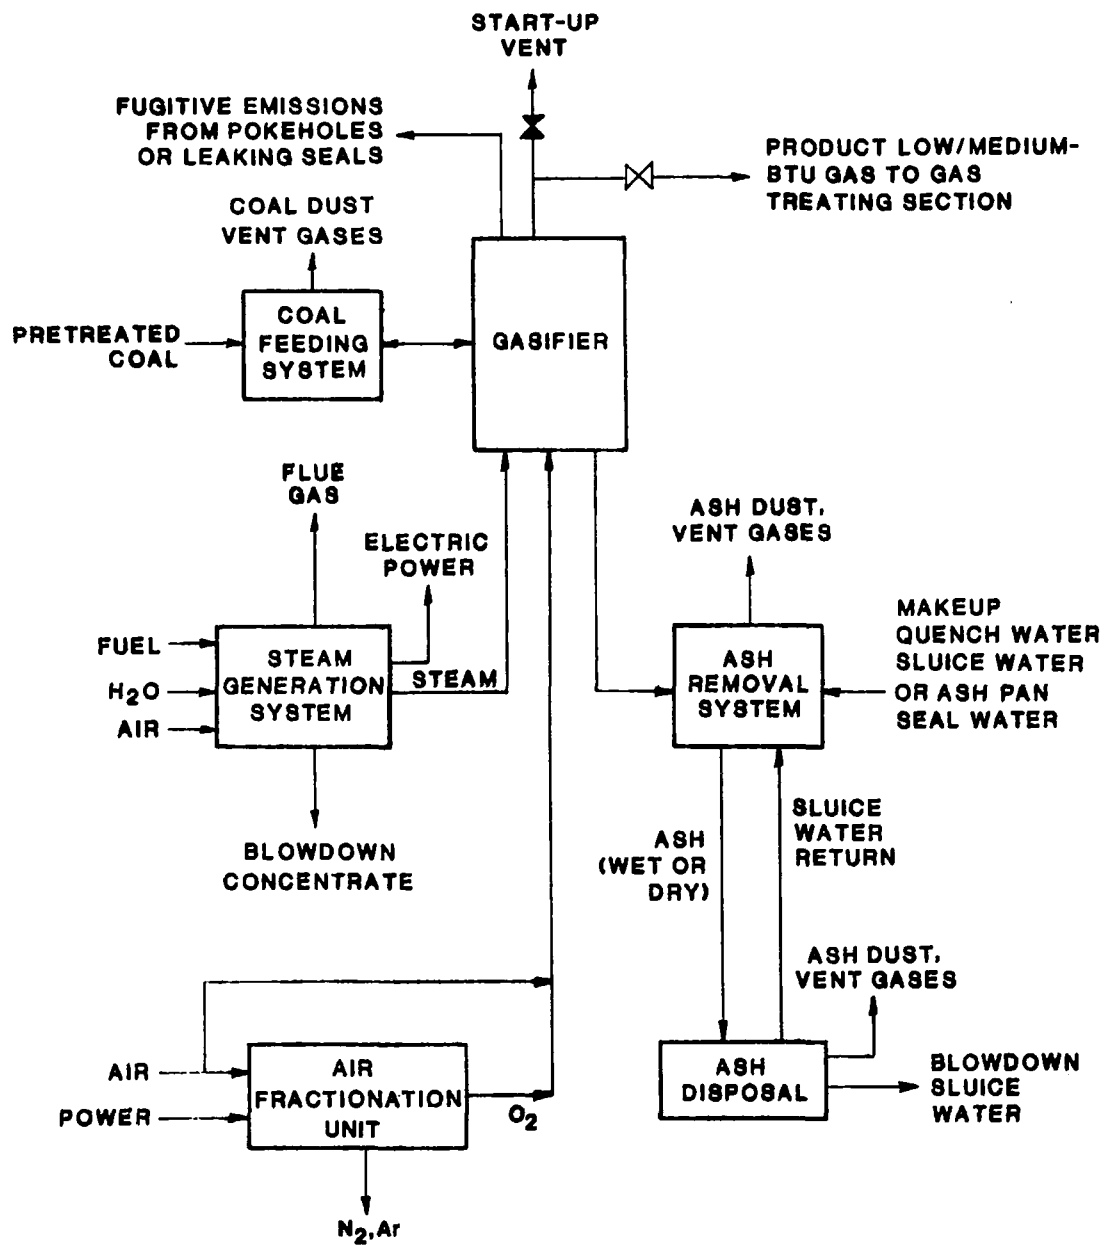 START-UP
VENT
FUGITIVE EMISSIONS
FROM POKEHOLES
OR LEAKING SEALS
PRODUCT LOW/MEDIUM-
BTU GAS TO GAS
TREATING SECTION
COAL DUST
VENT GASES
PRETREATED
COAL
COAL
FEEDING
SYSTEM
GASIFIER
FLUE
GAS
ELECTRIC
POWER
ASH DUST,
VENT GASES
FUEL
H2O
AIR
STEAM
GENERATION
SYSTEM
STEAM
ASH
REMOVAL
SYSTEM
MAKEUP
QUENCH WATER
SLUICE WATER
OR ASH PAN
SEAL WATER
BLOWDOWN
CONCENTRATE
ASH
(WET OR
DRY)
SLUICE
WATER
RETURN
ASH DUST,
VENT GASES
AIR
POWER
AIR
FRACTIONATION
UNIT
O2
ASH
DISPOSAL
BLOWDOWN
SLUICE
WATER
N2,Ar